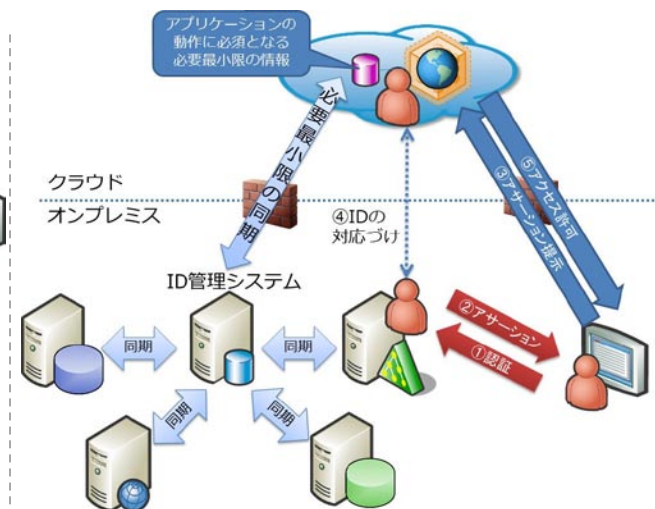 アプリケーションの
動作に必須となる
必要最小限の情報
必要最小限の同期
クラウド
オンプレミス
④IDの
対応づけ
⑤アクセス許可
③アサーション提示
ID管理システム
②アサーション
①認証
同期
同期
同期
同期